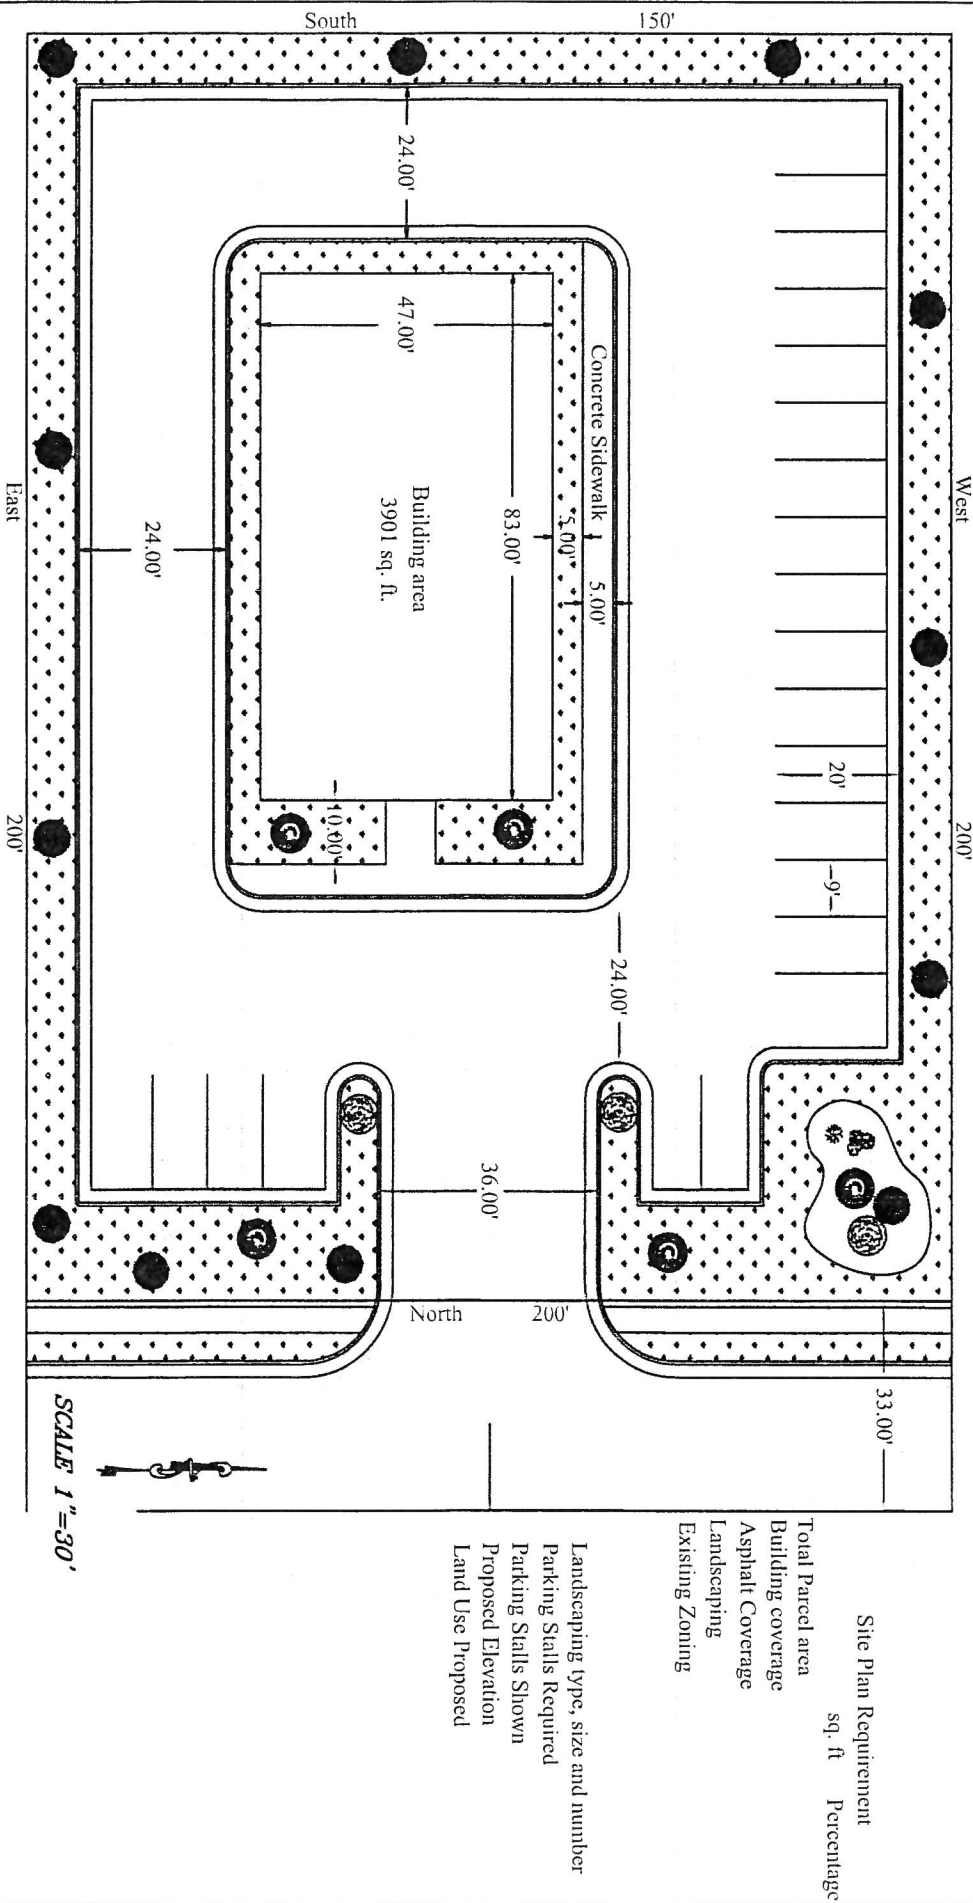 South
150'
24.00'
47.00'
Concrete Sidewalk
83.00'
5.00'
5.00'
Building area
3901 sq. ft.
24.00'
10.00'
24.00'
20'
9'
West
200'
East
200'
36.00'
North
200'
33.00'
C
C
C
C
C
SCALE 1"=30'
Site Plan Requirement
sq. ft Percentage
Total Parcel area
Building coverage
Asphalt Coverage
Landscaping
Existing Zoning
Landscaping type, size and number
Parking Stalls Required
Parking Stalls Shown
Proposed Elevation
Land Use Proposed